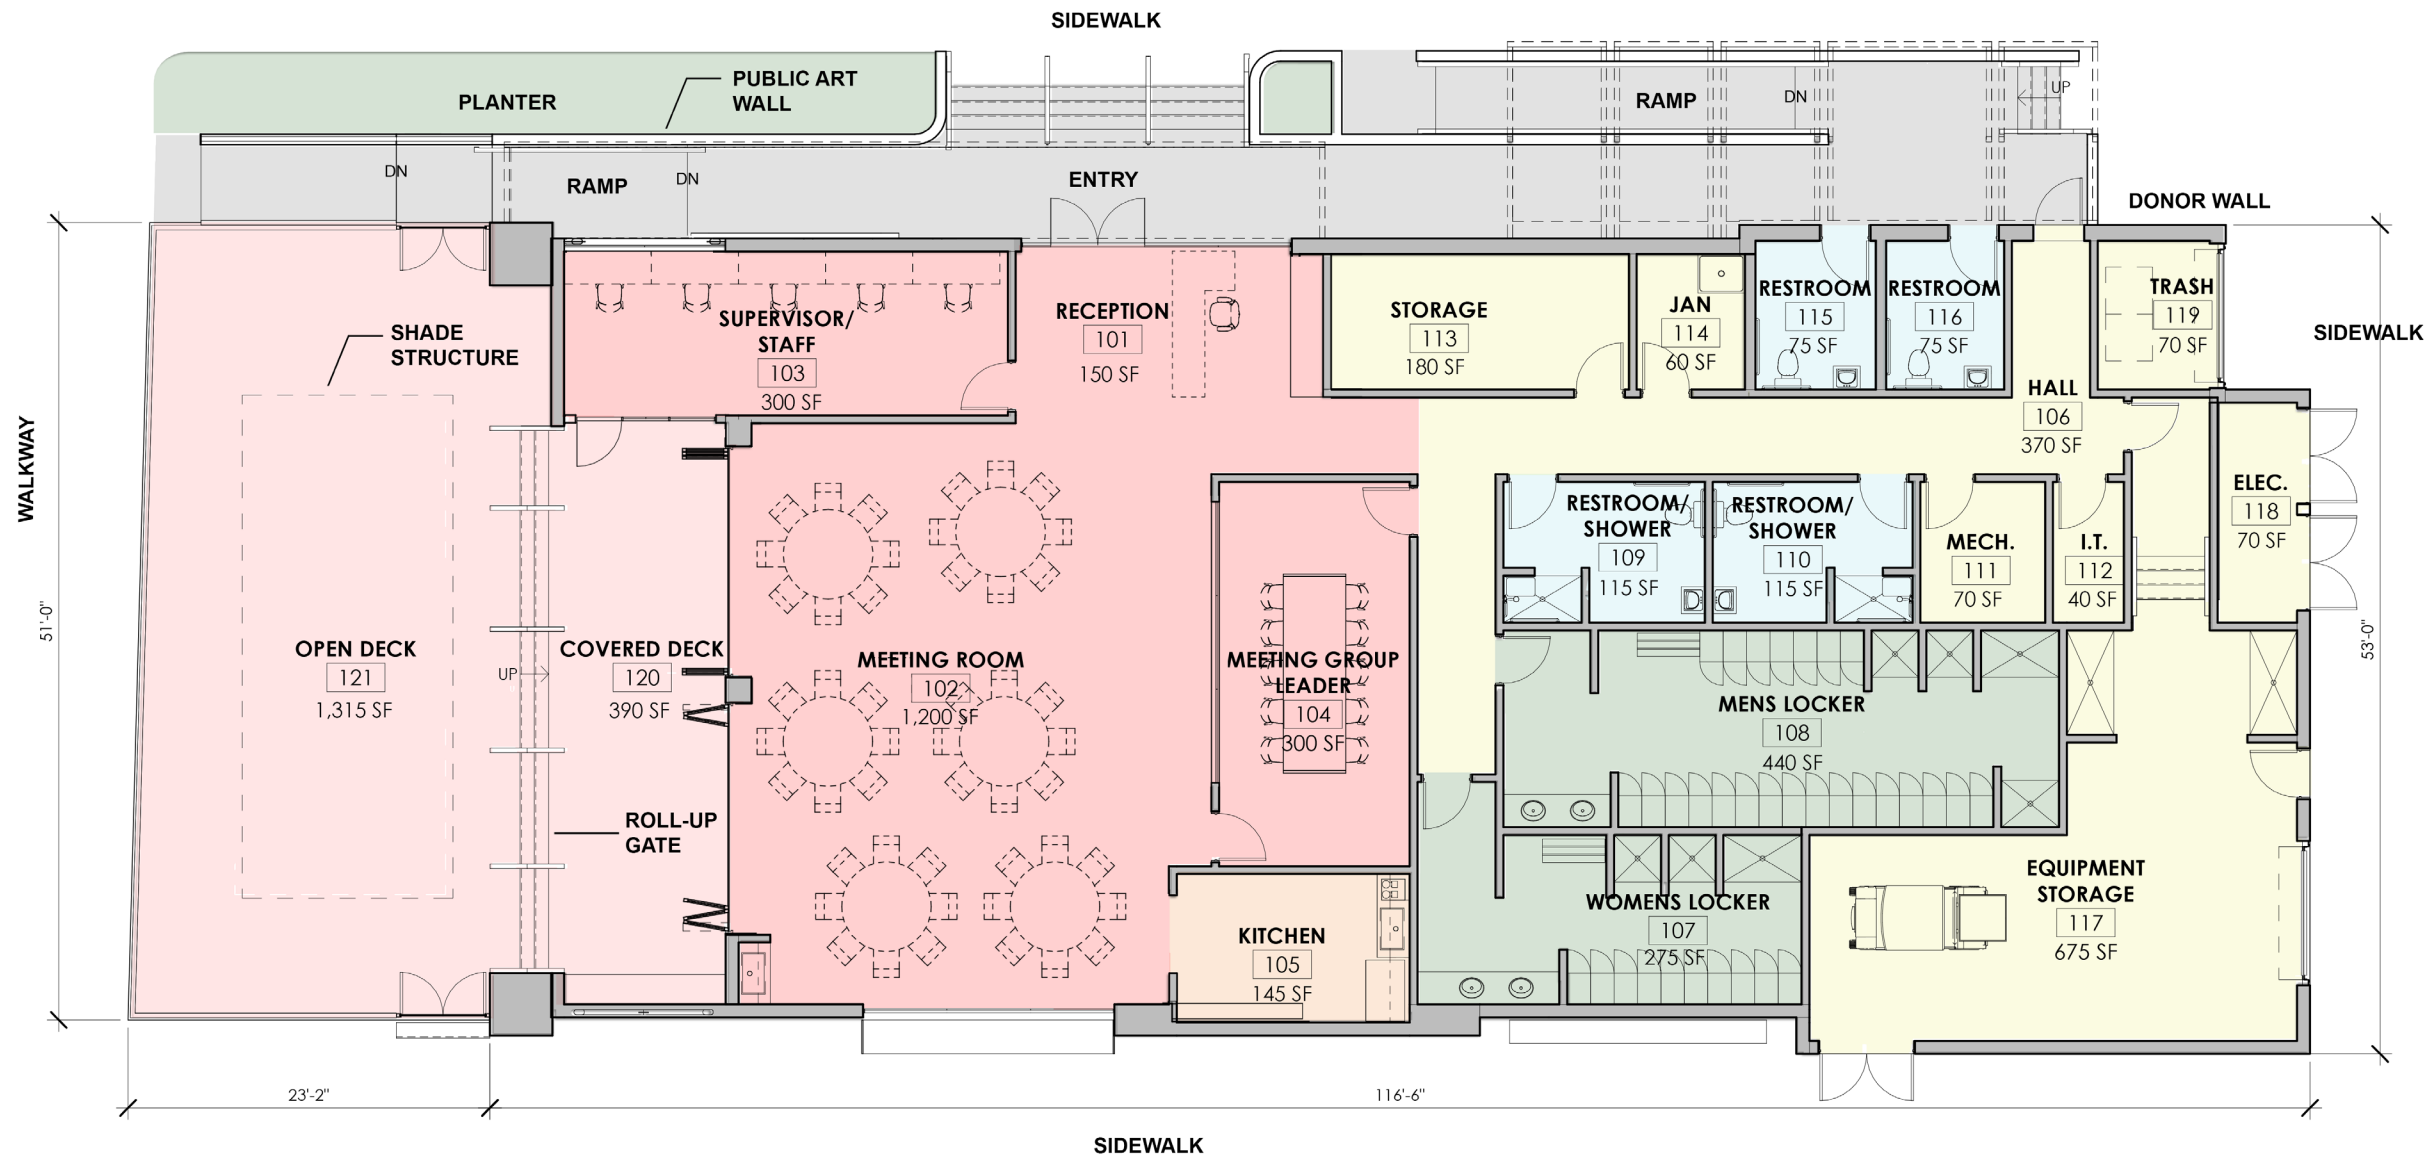 SIDEWALK
PLANTER
PUBLIC ART
WALL
RAMP
DN
UP
DN
RAMP
DN
ENTRY
DONOR WALL
SHADE
STRUCTURE
SUPERVISOR/
STAFF
103
300 SF
RECEPTION
101
150 SF
STORAGE
113
180 SF
JAN
114
60 SF
RESTROOM
115
75 SF
RESTROOM
116
75 SF
TRASH
119
70 SF
SIDEWALK
HALL
106
370 SF
WALKWAY
51'-0"
ELEC.
118
70 SF
RESTROOM/
SHOWER
109
115 SF
RESTROOM/
SHOWER
110
115 SF
MECH.
111
70 SF
I.T.
112
40 SF
53'-0"
OPEN DECK
121
1,315 SF
UP
COVERED DECK
120
390 SF
MEETING ROOM
102
1,200 SF
MEETING GROUP
LEADER
104
300 SF
MENS LOCKER
108
440 SF
ROLL-UP
GATE
KITCHEN
105
145 SF
WOMENS LOCKER
107
275 SF
EQUIPMENT
STORAGE
117
675 SF
23'-2"
116'-6"
SIDEWALK